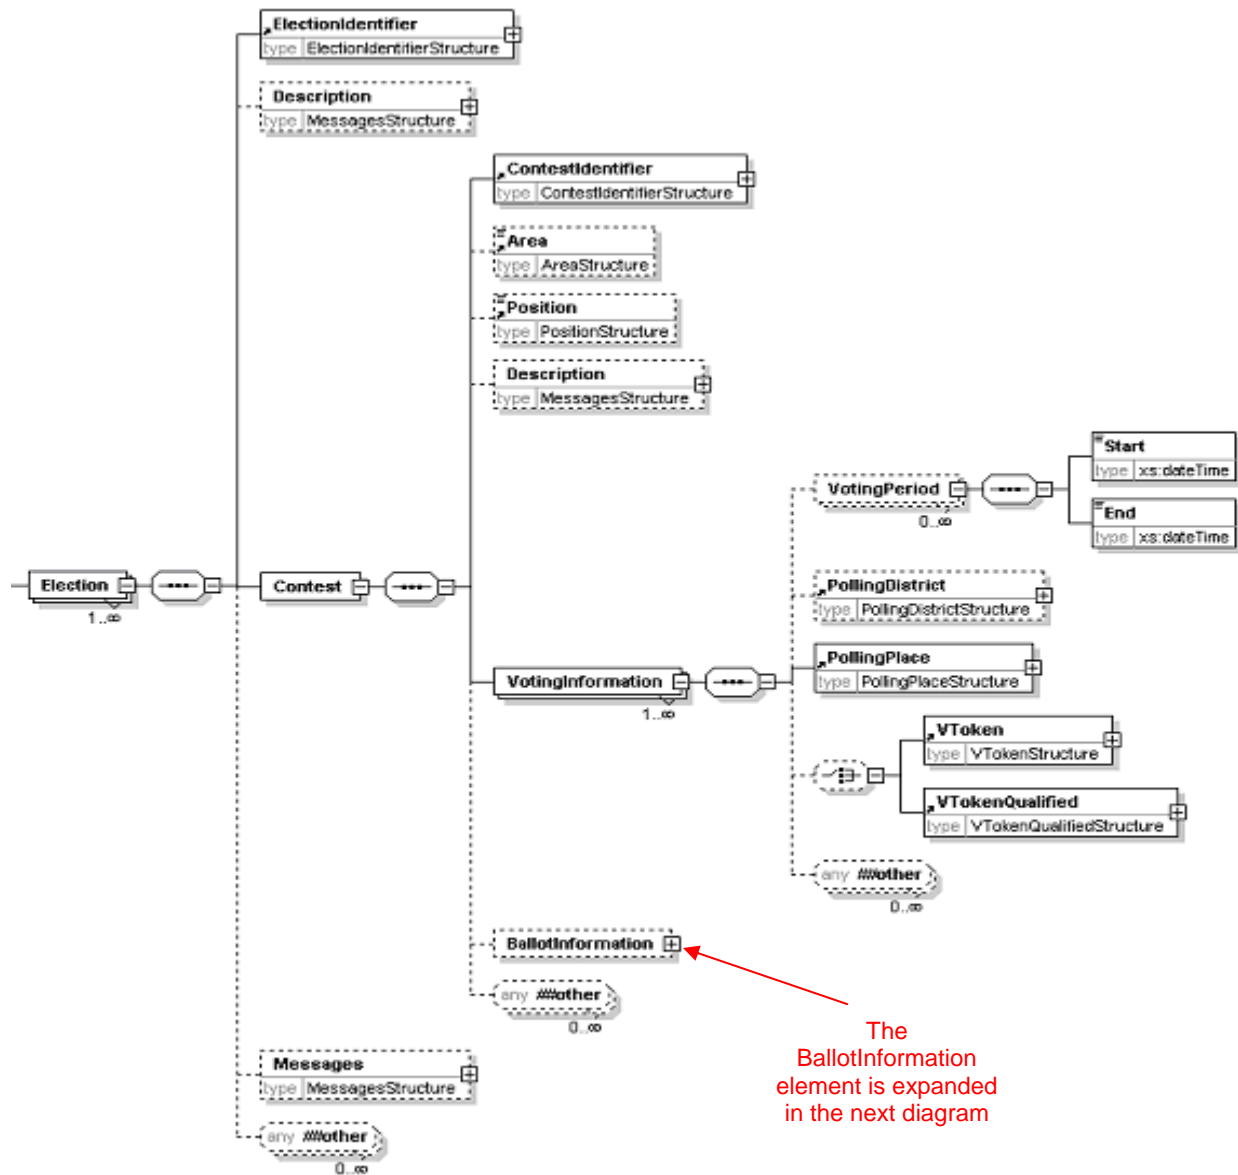 ElectionIdentifier
type ElectionIdentifierStructure
Description
type MessagesStructure
ContestIdentifier
type ContestIdentifierStructure
Area
type AreaStructure
Position
type PositionStructure
Description
type MessagesStructure
Start
type xs:dateTime
VotingPeriod
0..∞
End
type xs:dateTime
Election
1..∞
Contest
PollingDistrict
type PollingDistrictStructure
PollingPlace
type PollingPlaceStructure
VotingInformation
1..∞
VToken
type VTokenStructure
VTokenQualified
type VTokenQualifiedStructure
any ##other
0..∞
BallotInformation
any ##other
0..∞
The
BallotInformation
element is expanded
in the next diagram
Messages
type MessagesStructure
any ##other
0..∞